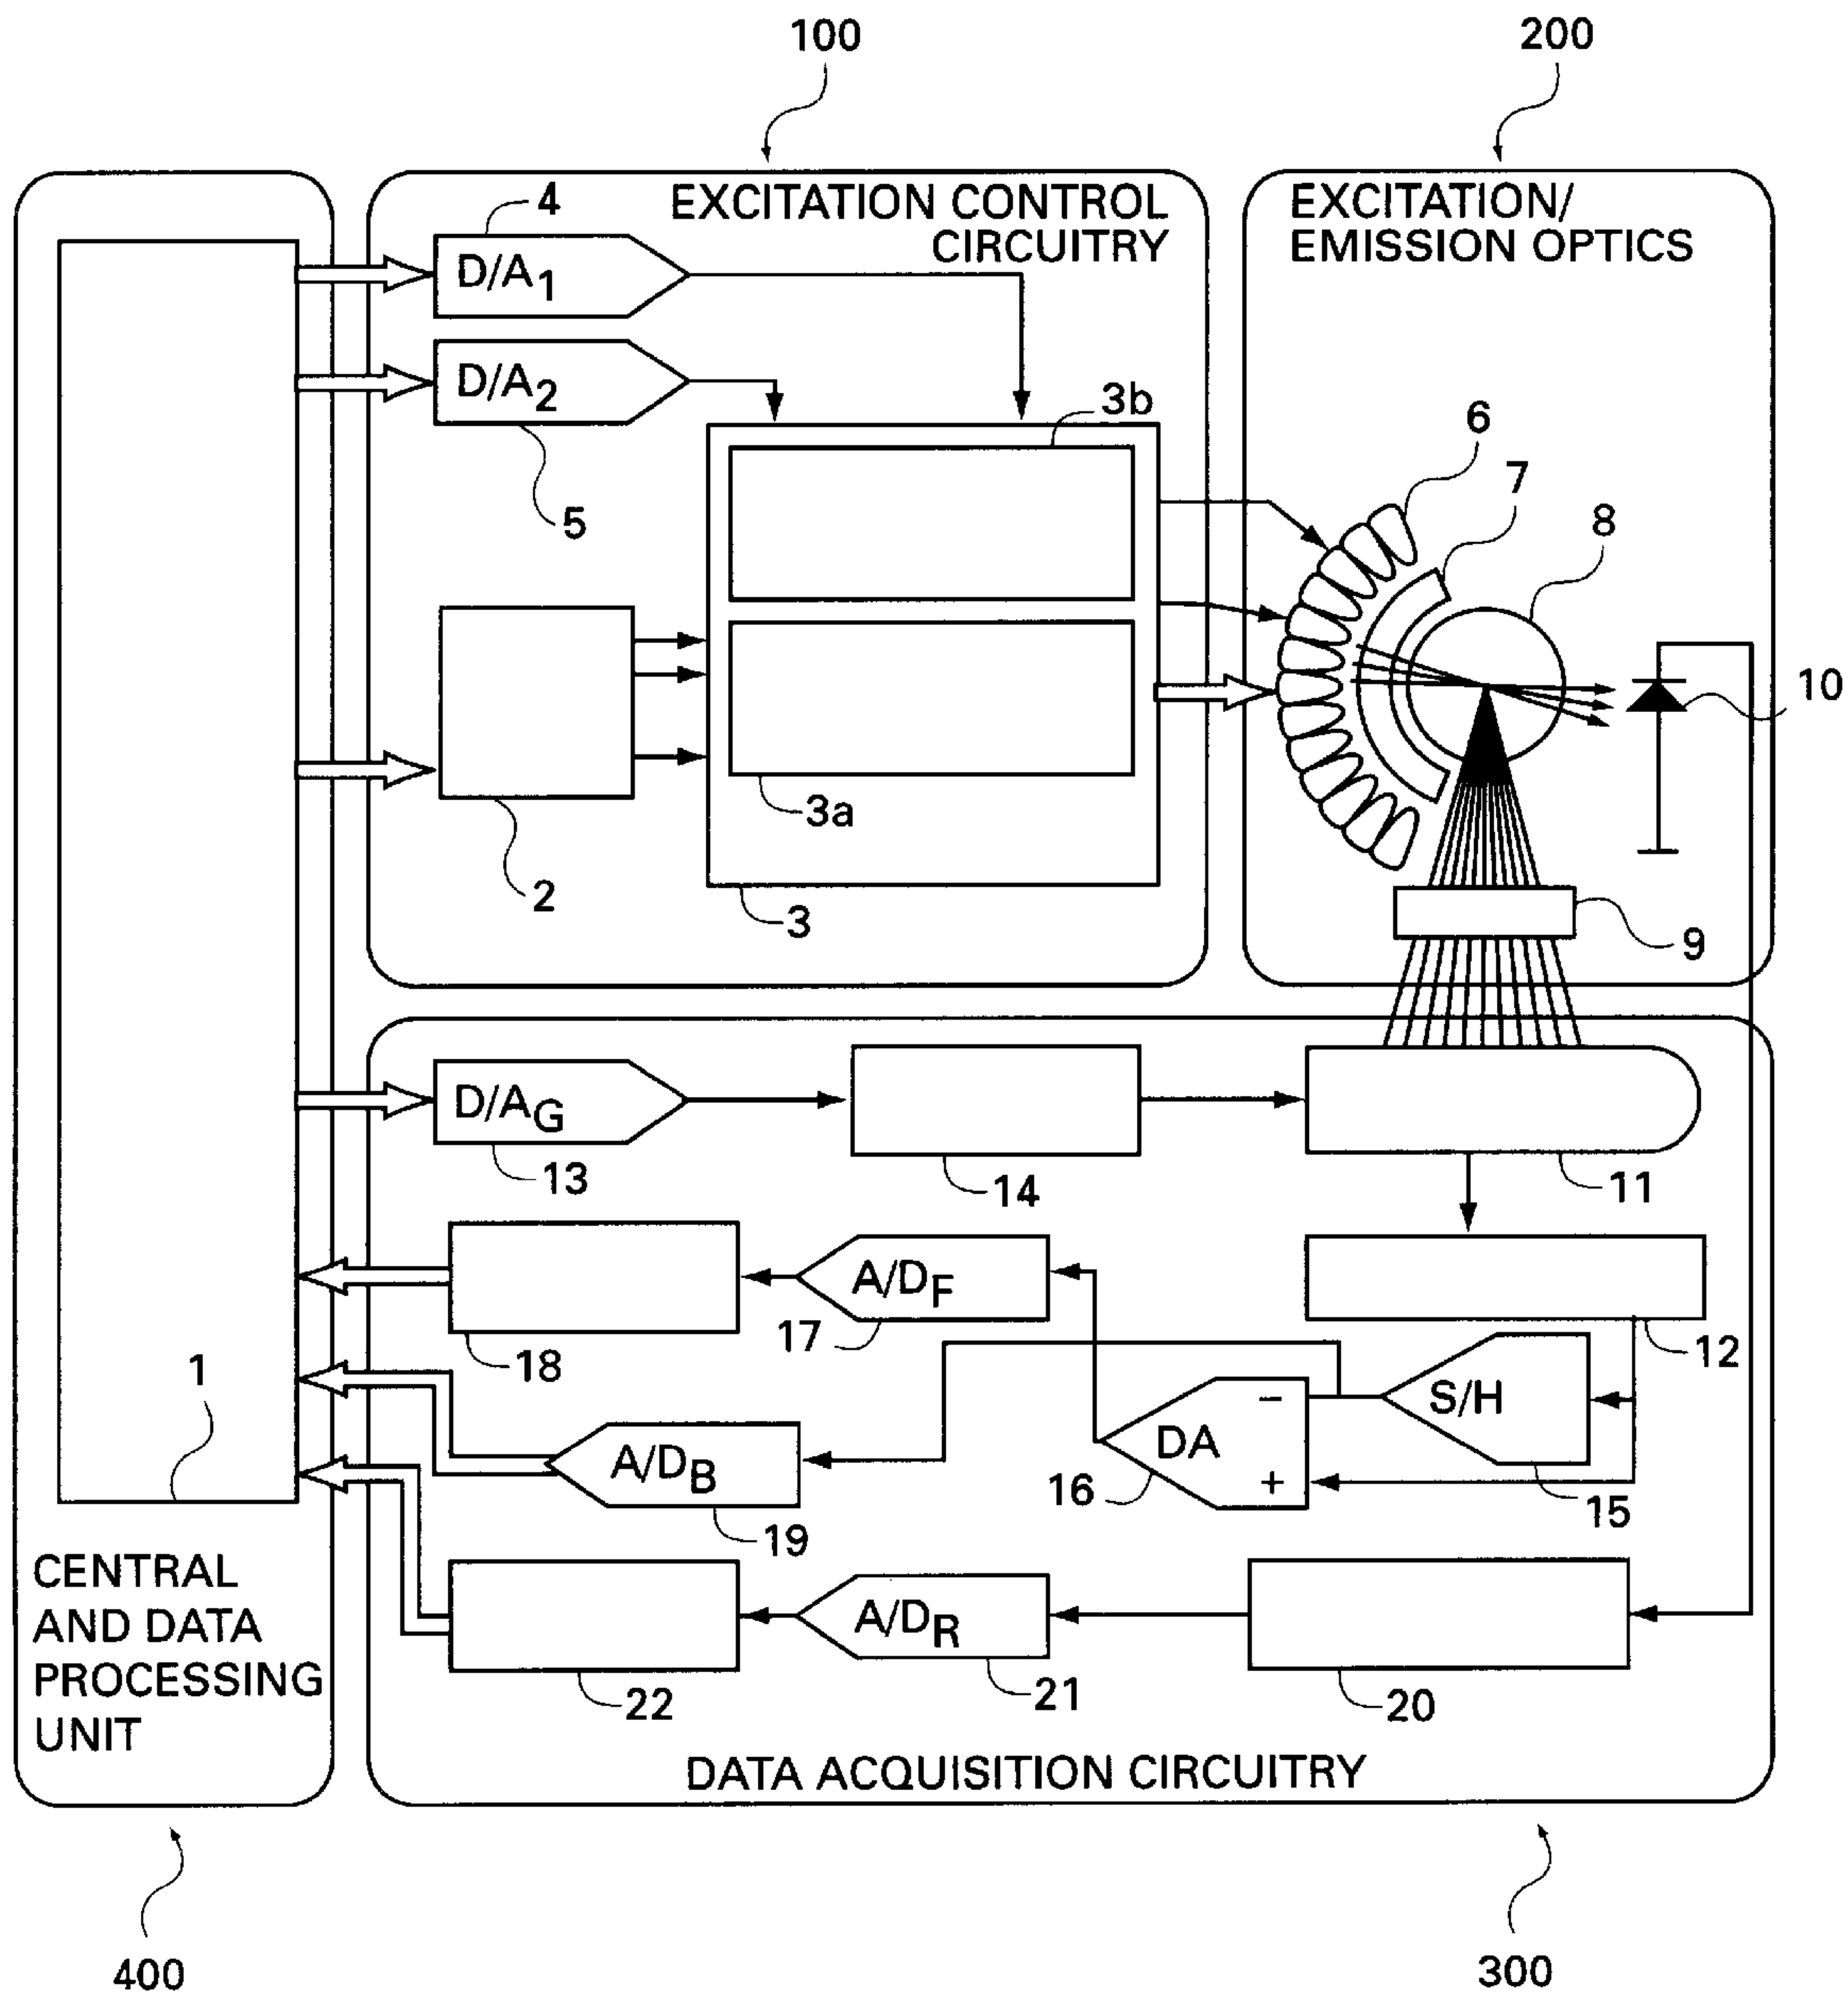 100
200
EXCITATION CONTROL
CIRCUITRY
EXCITATION/
EMISSION OPTICS
4
D/A1
D/A2
5
3b
6
7
8
10
2
3a
3
9
D/AG
13
14
11
A/DF
17
18
12
1
S/H
−
DA
+
16
15
A/DB
19
CENTRAL
AND DATA
PROCESSING
UNIT
A/DR
22
21
20
DATA ACQUISITION CIRCUITRY
400
300